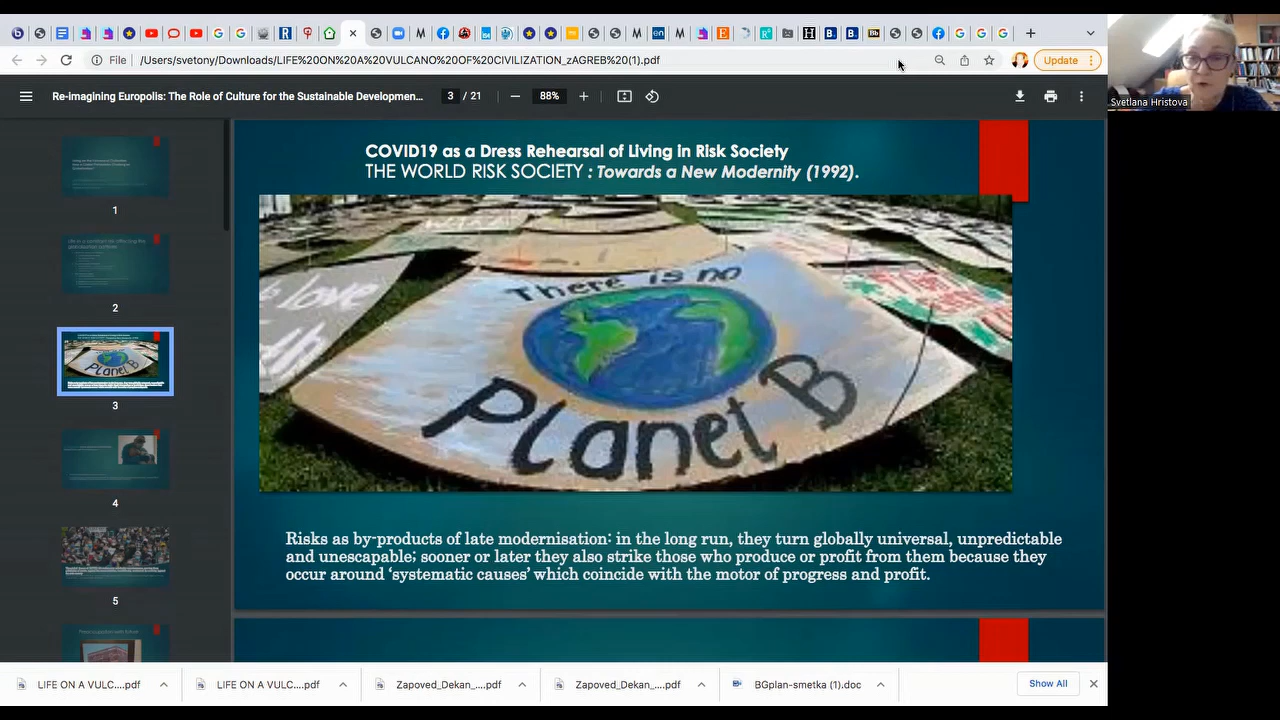 File
/Users/svetony/Downloads/LIFE%20ON%20A%20VULCANO%20OF%20CIVILIZATION_zAGREB%20(1).pdf
Update
Svetlana Hristova
Re-imagining Europolis: The Role of Culture for the Sustainable Developmen...
3 / 21
88%
1
2
3
4
5
COVID19 as a Dress Rehearsal of Living in Risk Society
THE WORLD RISK SOCIETY : Towards a New Modernity (1992).
There is no
Planet B
love
Risks as by-products of late modernisation: in the long run, they turn globally universal, unpredictable
and unescapable; sooner or later they also strike those who produce or profit from them because they
occur around ‘systematic causes’ which coincide with the motor of progress and profit.
LIFE ON A VULC....pdf
LIFE ON A VULC....pdf
Zapoved_Dekan_....pdf
Zapoved_Dekan_....pdf
BGplan-smetka (1).doc
Show All